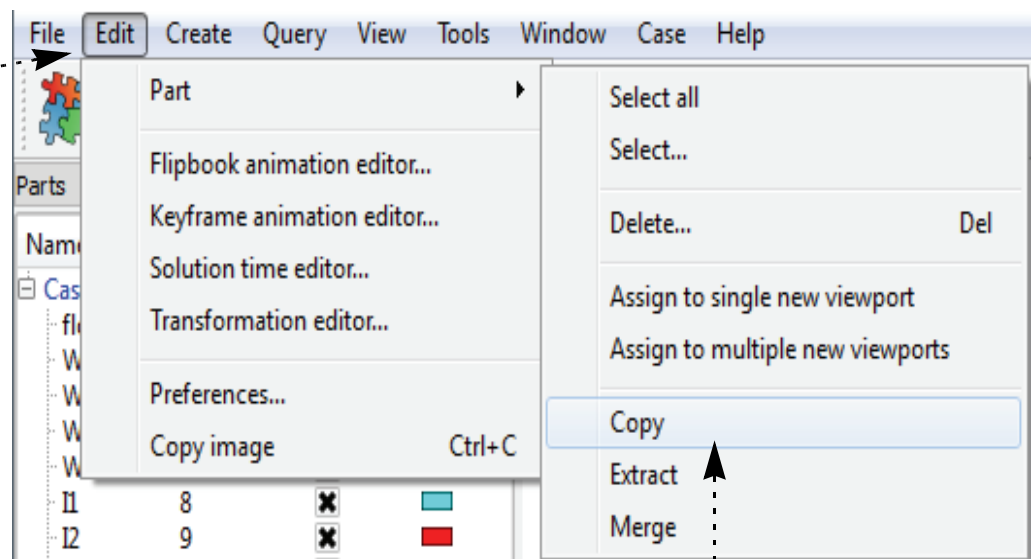 File Edit Create Query View Tools Window Case Help
Part
Flipbook animation editor...
Keyframe animation editor...
Solution time editor...
Transformation editor...
Preferences...
Copy image Ctrl+C
Select all
Select...
Delete... Del
Assign to single new viewport
Assign to multiple new viewports
Copy
Extract
Merge
Parts
I1 8
I2 9